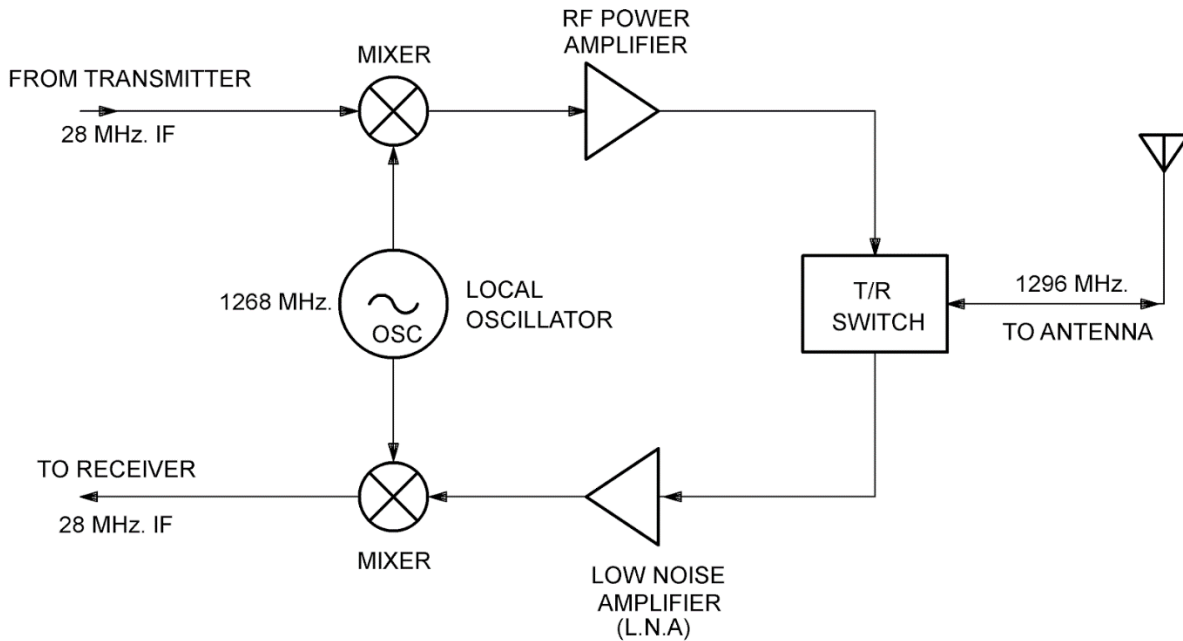 RF POWER
AMPLIFIER
MIXER
FROM TRANSMITTER
28 MHz. IF
1268 MHz.
OSC
LOCAL
OSCILLATOR
T/R
SWITCH
1296 MHz.
TO ANTENNA
TO RECEIVER
28 MHz. IF
MIXER
LOW NOISE
AMPLIFIER
(L.N.A)